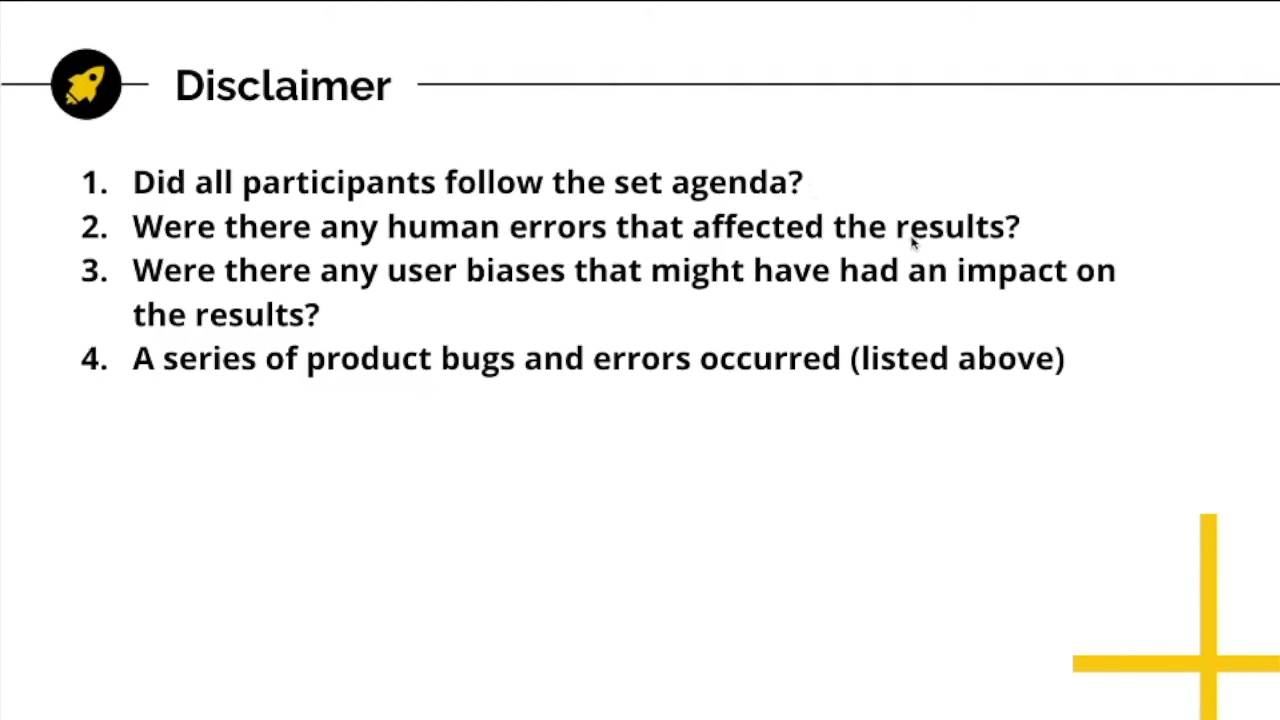 Disclaimer
1. Did all participants follow the set agenda?
2. Were there any human errors that affected the results?
3. Were there any user biases that might have had an impact on
the results?
4. A series of product bugs and errors occurred (listed above)